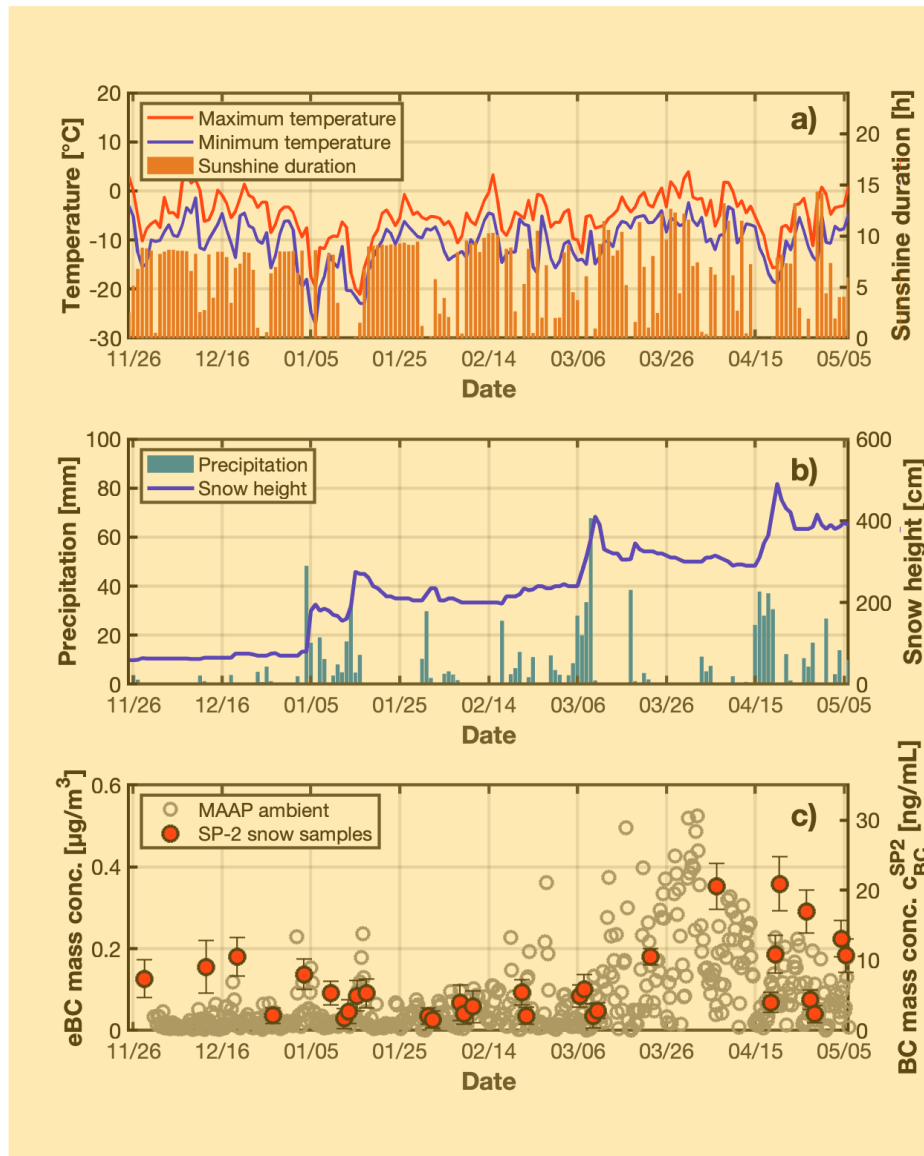 a)
Temperature [°C]
20
10
0
-10
-20
-30
Maximum temperature
Minimum temperature
Sunshine duration
20
15
10
5
0
Sunshine duration [h]
11/26 12/16 01/05 01/25 02/14 03/06 03/26 04/15 05/05
Date
b)
Precipitation [mm]
100
80
60
40
20
0
Precipitation
Snow height
600
400
200
0
Snow height [cm]
11/26 12/16 01/05 01/25 02/14 03/06 03/26 04/15 05/05
Date
c)
eBC mass conc. [µg/m³]
0.6
0.4
0.2
0
MAAP ambient
SP-2 snow samples
30
20
10
0
BC mass conc. c_BC^SP2 [ng/mL]
11/26 12/16 01/05 01/25 02/14 03/06 03/26 04/15 05/05
Date